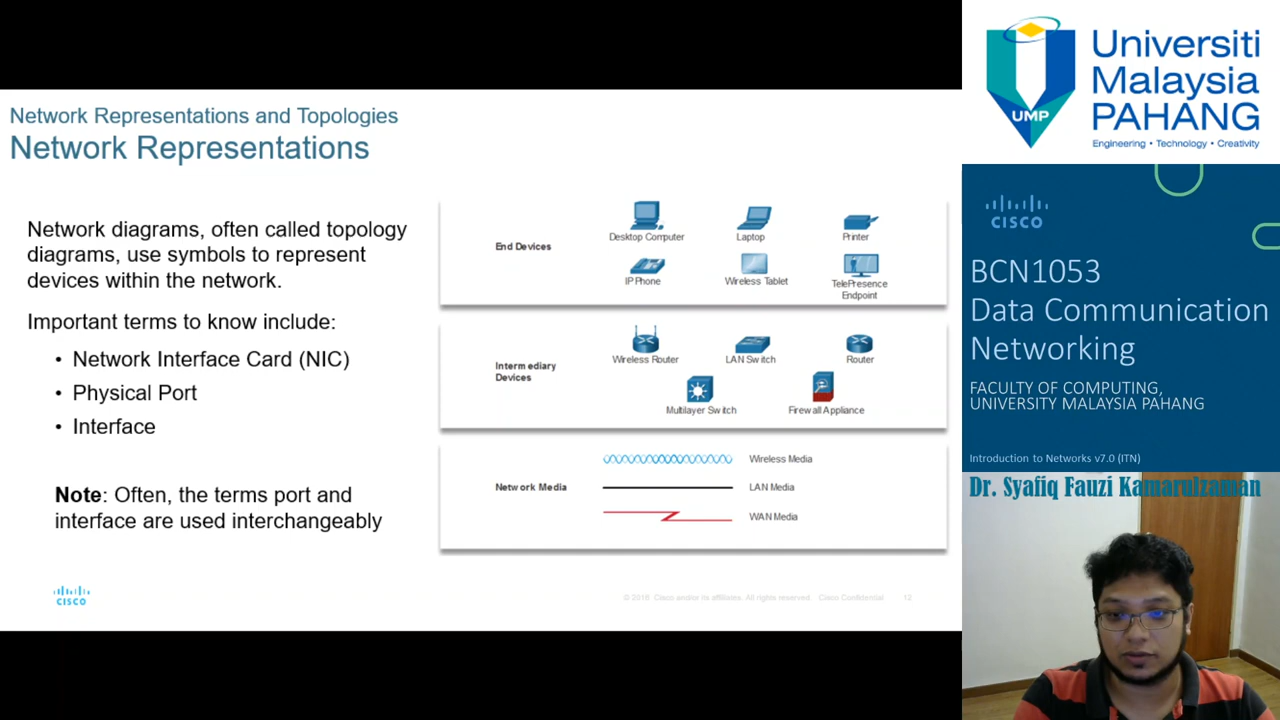 Network Representations and Topologies
Network Representations
Network diagrams, often called topology
diagrams, use symbols to represent
devices within the network.
Important terms to know include:
• Network Interface Card (NIC)
• Physical Port
• Interface
Note: Often, the terms port and
interface are used interchangeably
End Devices
Desktop Computer
Laptop
Printer
IP Phone
Wireless Tablet
TelePresence
Endpoint
Intermediary
Devices
Wireless Router
LAN Switch
Router
Multilayer Switch
Firewall Appliance
Network Media
Wireless Media
LAN Media
WAN Media
CISCO
© 2016 Cisco and/or its affiliates. All rights reserved. Cisco Confidential
12
UMP
Universiti
Malaysia
PAHANG
Engineering • Technology • Creativity
CISCO
BCN1053
Data Communication
Networking
FACULTY OF COMPUTING,
UNIVERSITY MALAYSIA PAHANG
Introduction to Networks v7.0 (ITN)
Dr. Syafiq Fauzi Kamarulzaman